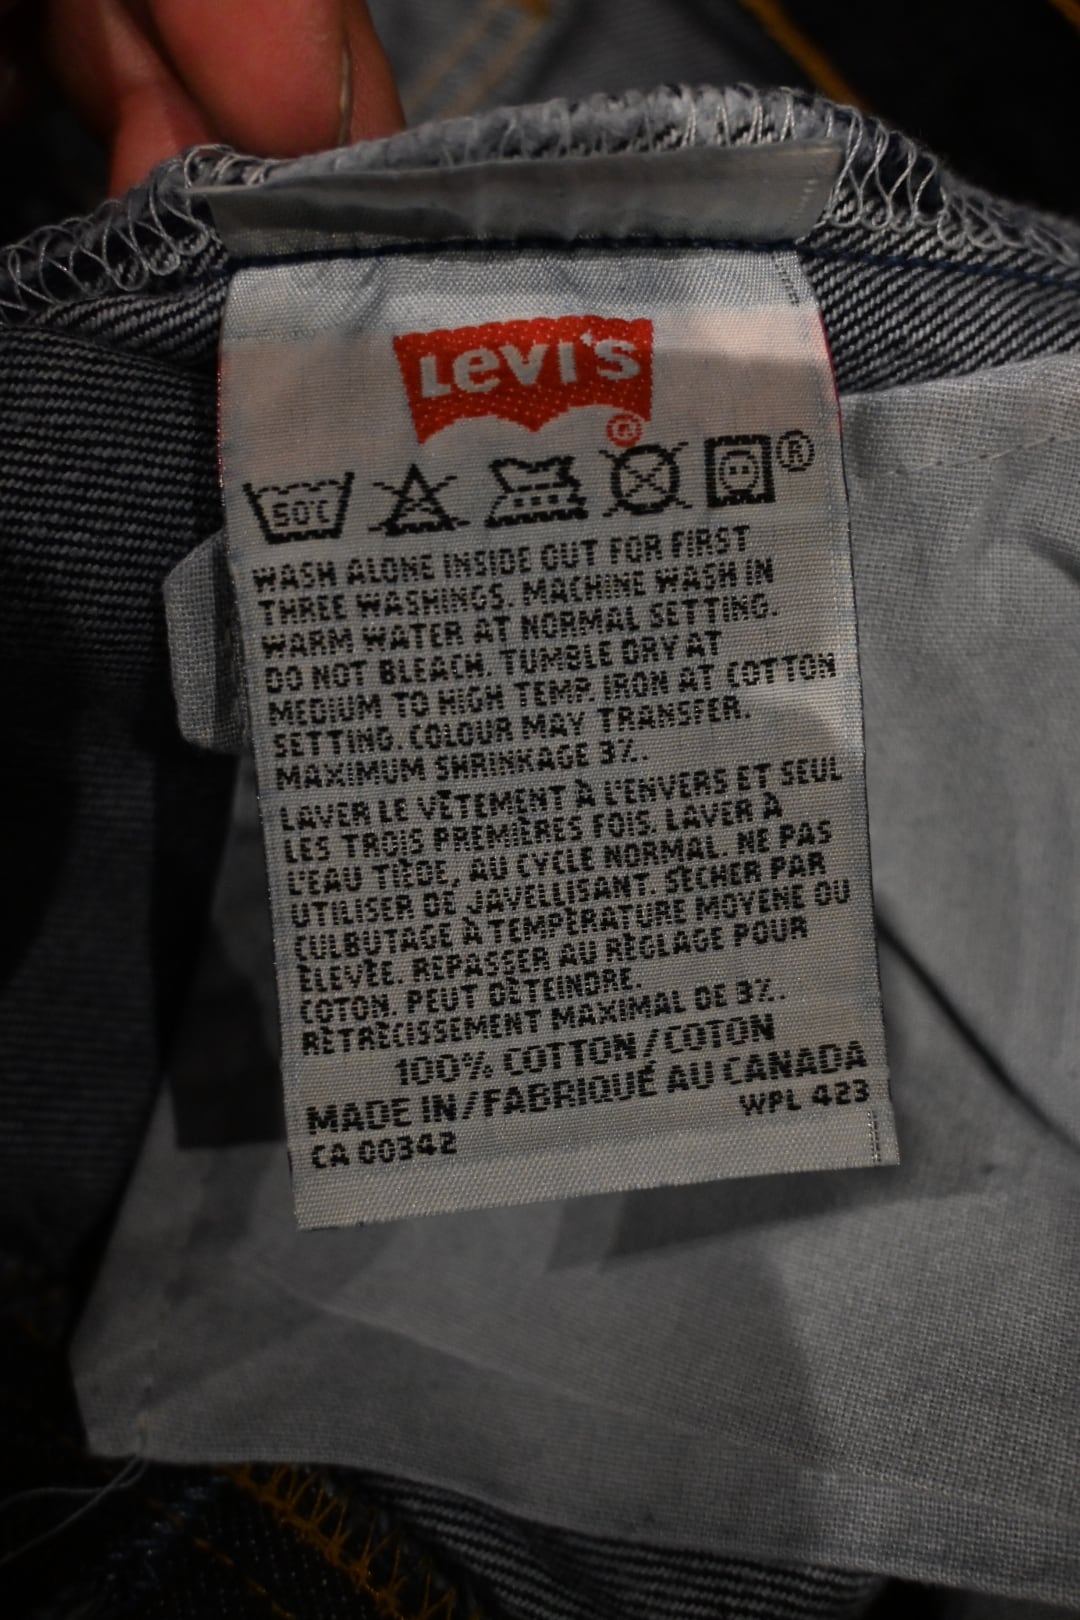 Levi's
®
50°C
®
WASH ALONE INSIDE OUT FOR FIRST
THREE WASHINGS. MACHINE WASH IN
WARM WATER AT NORMAL SETTING.
DO NOT BLEACH. TUMBLE DRY AT
MEDIUM TO HIGH TEMP. IRON AT COTTON
SETTING. COLOUR MAY TRANSFER.
MAXIMUM SHRINKAGE 3%.
LAVER LE VÊTEMENT À L'ENVERS ET SEUL
LES TROIS PREMIÈRES FOIS. LAVER À
L'EAU TIÈDE, AU CYCLE NORMAL. NE PAS
UTILISER DE JAVELLISANT. SÉCHER PAR
CULBUTAGE À TEMPÉRATURE MOYENNE OU
ÉLEVÉE. REPASSER AU RÉGLAGE POUR
COTON. PEUT DÉTEINDRE.
RÉTRÉCISSEMENT MAXIMAL DE 3%.
100% COTTON/COTON
MADE IN/FABRIQUÉ AU CANADA
CA 00342 WPL 423